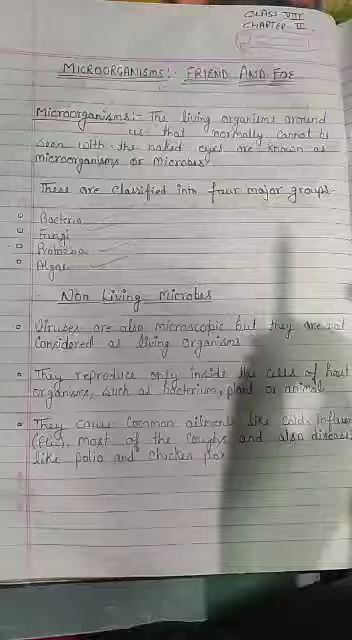 CLASS-VIII
CHAPTER-II
MICROORGANISMS:- FRIEND AND FOE
Microorganisms:- The living organisms around
us that normally cannot be
seen with the naked eyes are known as
microorganisms or microbes.
These are classified into four major groups-
Bacteria
Fungi
Protozoa
Algae
Non Living Microbes
Viruses are also microscopic but they are not
considered as living organisms
They reproduce only inside the cells of host
organisms, such as bacterium, plant or animal
They cause common ailments like cold, Influen
(flu), most of the coughs and also diseases
like polio and chicken pox